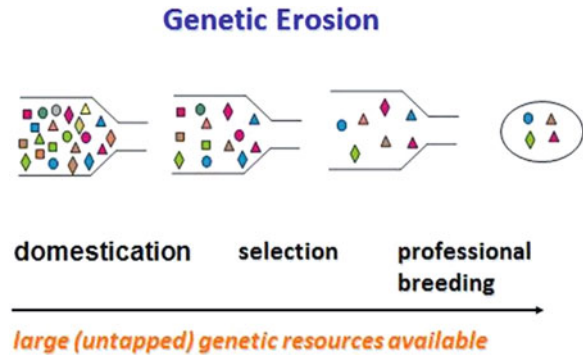 Genetic Erosion
domestication
selection
professional
breeding
large (untapped) genetic resources available